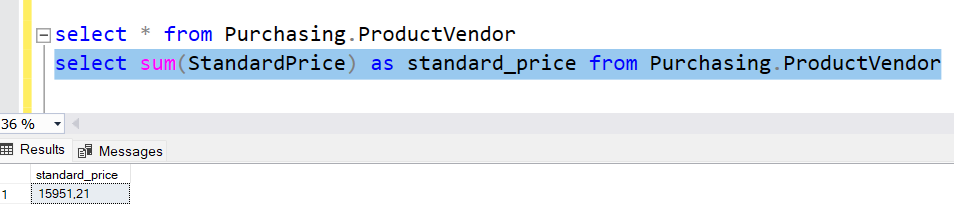 select * from Purchasing.ProductVendor
select sum(StandardPrice) as standard_price from Purchasing.ProductVendor
36 %
Results Messages
standard_price
1 15951,21